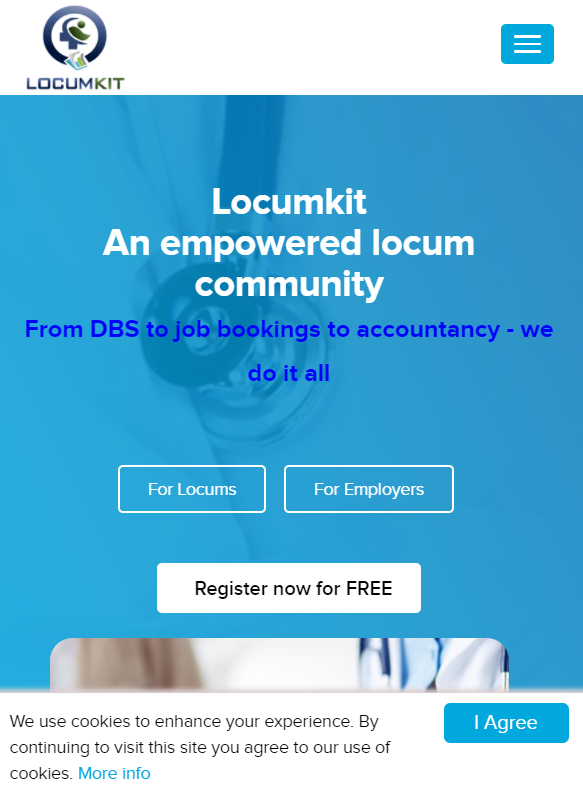 LOCUMKIT
Locumkit
An empowered locum
community
From DBS to job bookings to accountancy - we
do it all
For Locums
For Employers
Register now for FREE
We use cookies to enhance your experience. By
continuing to visit this site you agree to our use of
cookies. More info
I Agree